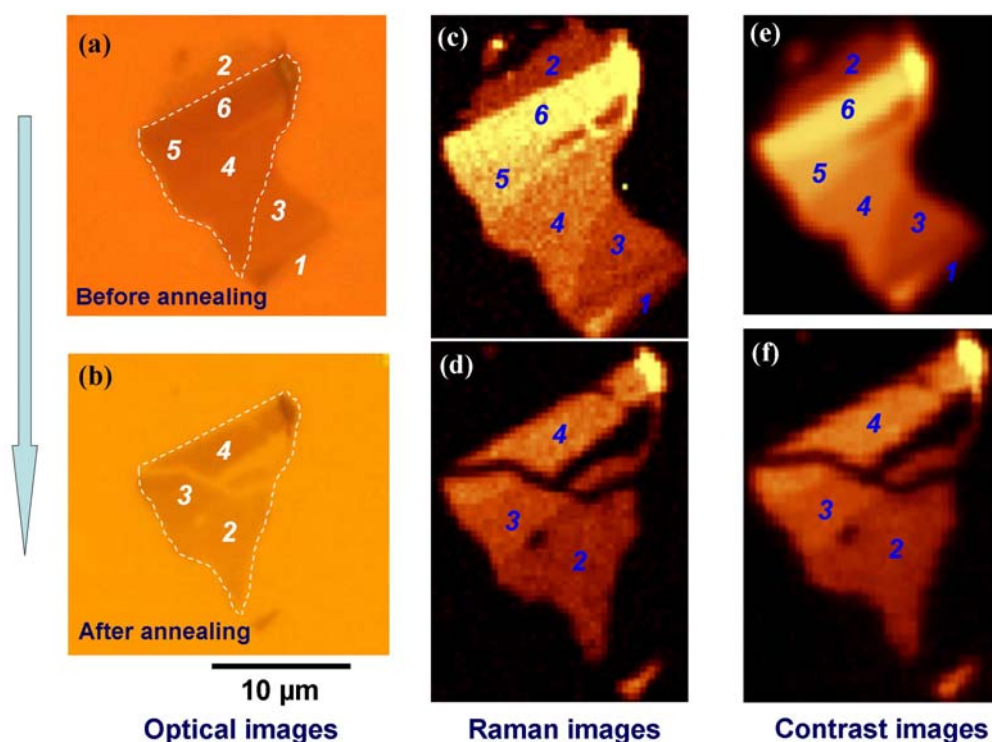 (a)
2
6
5
4
3
1
Before annealing
(c)
2
6
5
4
3
1
(e)
2
6
5
4
3
1
(b)
4
3
2
After annealing
(d)
4
3
2
(f)
4
3
2
10 µm
Optical images
Raman images
Contrast images